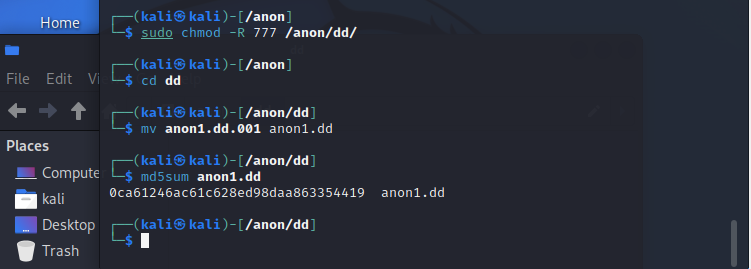 Home
File Edit Vi
Places
Compute
kali
Desktop
Trash
┌──(kali㉿kali)-[/anon]
└─$ sudo chmod -R 777 /anon/dd/
┌──(kali㉿kali)-[/anon]
└─$ cd dd
┌──(kali㉿kali)-[/anon/dd]
└─$ mv anon1.dd.001 anon1.dd
┌──(kali㉿kali)-[/anon/dd]
└─$ md5sum anon1.dd
0ca61246ac61c628ed98daa863354419  anon1.dd
┌──(kali㉿kali)-[/anon/dd]
└─$